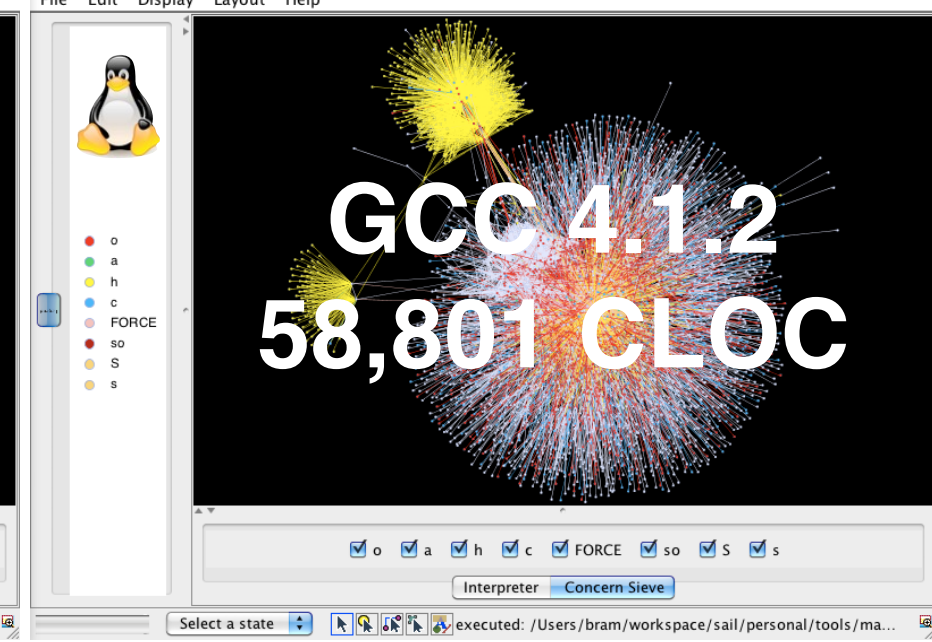 File Edit Display Layout Help
o
a
h
c
FORCE
so
S
s
GCC 4.1.2
58,801 CLOC
o a h c FORCE so S s
Interpreter Concern Sieve
Select a state executed: /Users/bram/workspace/sail/personal/tools/ma...